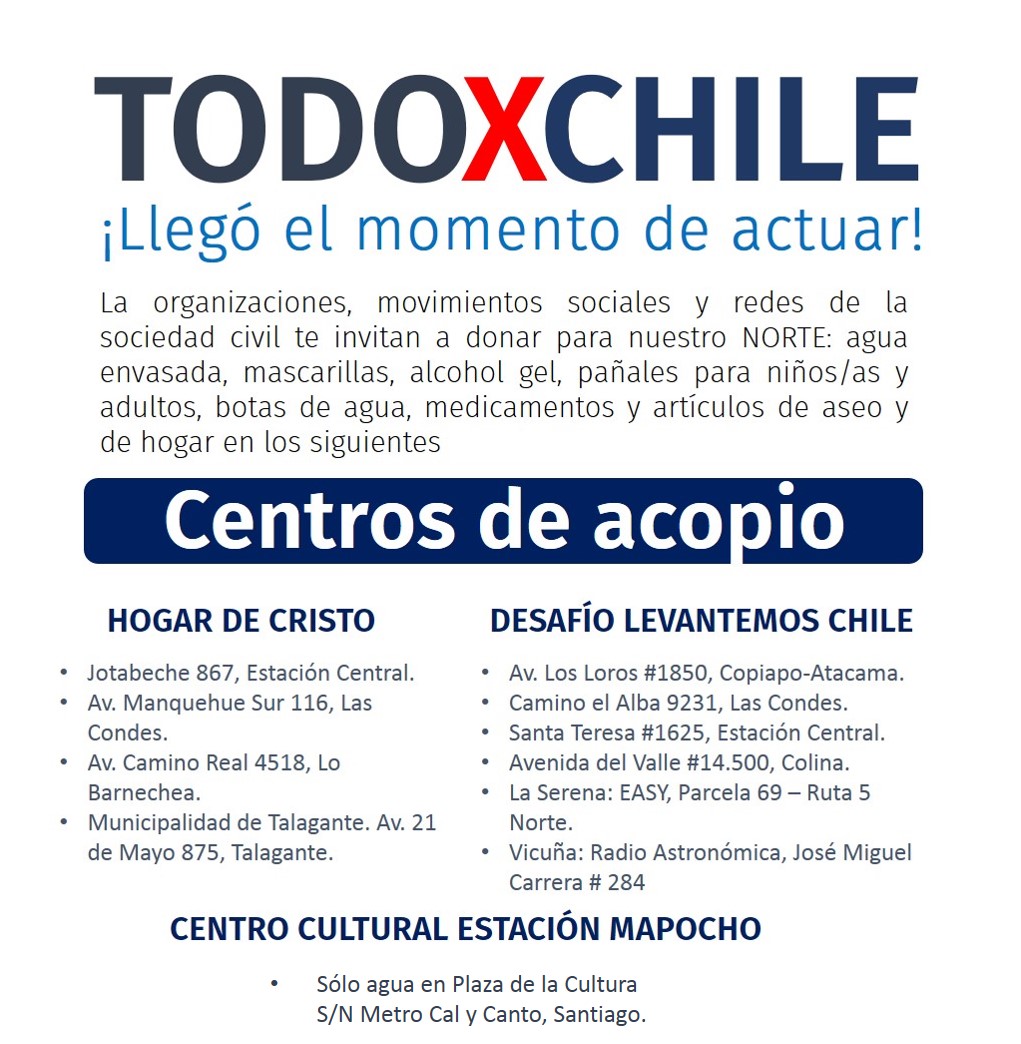 TODOXCHILE
¡Llegó el momento de actuar!
La organizaciones, movimientos sociales y redes de la
sociedad civil te invitan a donar para nuestro NORTE: agua
envasada, mascarillas, alcohol gel, pañales para niños/as y
adultos, botas de agua, medicamentos y artículos de aseo y
de hogar en los siguientes
Centros de acopio
HOGAR DE CRISTO
• Jotabeche 867, Estación Central.
• Av. Manquehue Sur 116, Las
Condes.
• Av. Camino Real 4518, Lo
Barnechea.
• Municipalidad de Talagante. Av. 21
de Mayo 875, Talagante.
DESAFÍO LEVANTEMOS CHILE
• Av. Los Loros #1850, Copiapo-Atacama.
• Camino el Alba 9231, Las Condes.
• Santa Teresa #1625, Estación Central.
• Avenida del Valle #14.500, Colina.
• La Serena: EASY, Parcela 69 – Ruta 5
Norte.
• Vicuña: Radio Astronómica, José Miguel
Carrera # 284
CENTRO CULTURAL ESTACIÓN MAPOCHO
• Sólo agua en Plaza de la Cultura
S/N Metro Cal y Canto, Santiago.